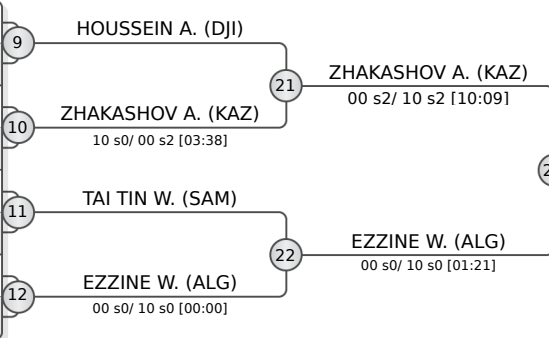 HOUSSEIN A. (DJI)
9
21
ZHAKASHOV A. (KAZ)
00 s2/ 10 s2 [10:09]
ZHAKASHOV A. (KAZ)
10
10 s0/ 00 s2 [03:38]
TAI TIN W. (SAM)
11
22
EZZINE W. (ALG)
00 s0/ 10 s0 [01:21]
EZZINE W. (ALG)
12
00 s0/ 10 s0 [00:00]